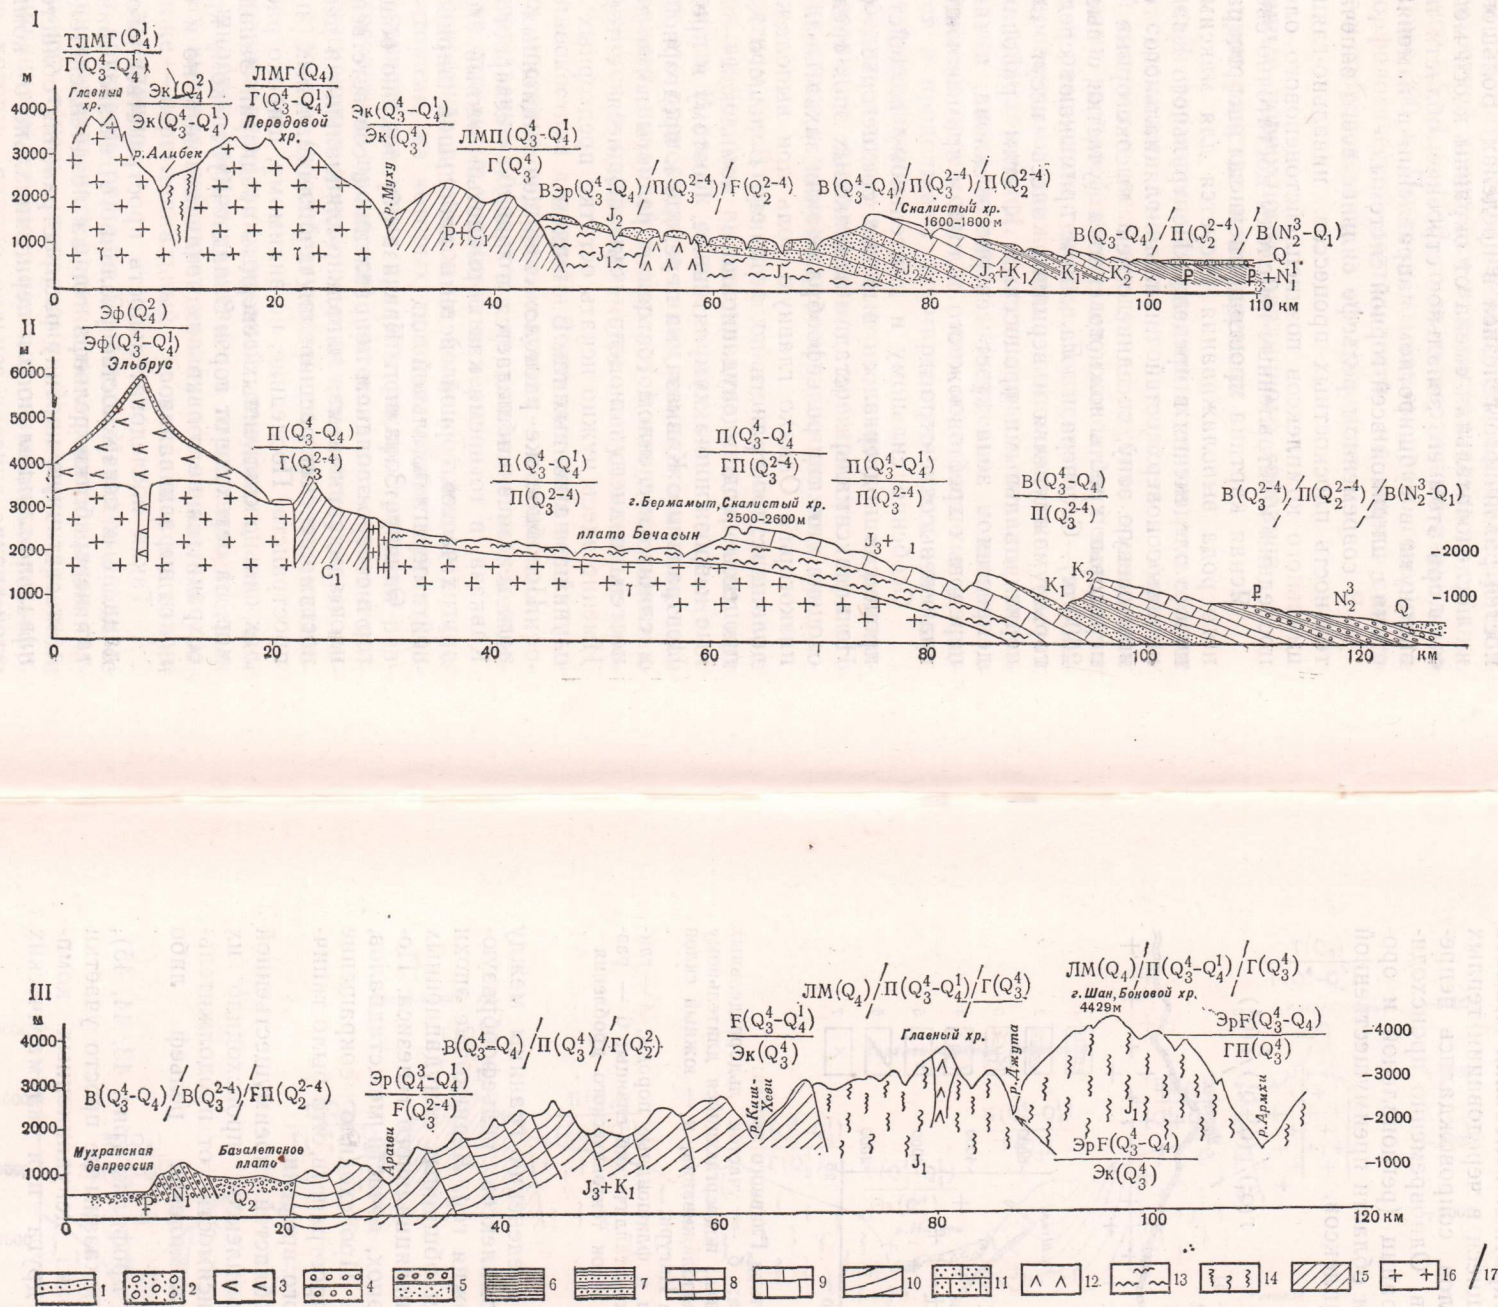 I
ТЛМГ(Q₄¹)
Г(Q₃⁴–Q₄¹)
м
Главный
хр.
4000
3000
2000
1000
Эк(Q₄²)
Эк(Q₃⁴–Q₄¹)
р.Алибек
ЛМГ(Q₄)
Г(Q₃⁴–Q₄¹)
Передовой
хр.
Эк(Q₃⁴–Q₄¹)
Эк(Q₃⁴)
р.Муху
ЛМП(Q₃⁴–Q₄¹)
Г(Q₃⁴)
P+C₁
ВЭр(Q₃⁴–Q₄)/П(Q₃²⁻⁴)/F(Q₂²⁻⁴)
J₂
J₁
J₁
В(Q₃⁴–Q₄)/П(Q₃²⁻⁴)/П(Q₂²⁻⁴)
Скалистый хр.
1600–1800 м
J₂
J₃+K₁
В(Q₃–Q₄)/П(Q₂²⁻⁴)/В(N₂³–Q₁)
K₁
K₂
Q
0 20 40 60 80 100 110 км
II
м
Эф(Q₄²)
Эф(Q₃⁴–Q₄¹)
Эльбрус
6000
5000
4000
3000
2000
1000
П(Q₃⁴–Q₄)
Г(Q₃²⁻⁴)
C₁
П(Q₃⁴–Q₄¹)
П(Q₃²⁻⁴)
плато Бечасын
П(Q₃⁴–Q₄¹)
ГП(Q₃²⁻⁴)
г.Бермамыт, Скалистый хр.
2500–2600м
П(Q₃⁴–Q₄¹)
П(Q₃²⁻⁴)
J₃+ ₁
В(Q₃⁴–Q₄)
П(Q₃²⁻⁴)
K₁
K₂
В(Q₃²⁻⁴)/П(Q₂²⁻⁴)/В(N₂³–Q₁)
N₂³
Q
–2000
–1000
0 20 40 60 80 100 120 км
III
м
4000
3000
2000
1000
В(Q₃⁴–Q₄)/В(Q₃²⁻⁴)/FП(Q₂²⁻⁴)
Мухранская
депрессия
N₁
Базалетское
плато
Q₂²
Эр(Q₄³–Q₄¹)
F(Q₃²⁻⁴)
Арагви
В(Q₃⁴–Q₄)/П(Q₃⁴)/Г(Q₂²)
J₃+K₁
F(Q₃⁴–Q₄¹)
Эк(Q₃⁴)
ЛМ(Q₄)/П(Q₃⁴–Q₄¹)/Г(Q₃⁴)
Главный хр.
J₁
р.Джута
ЛМ(Q₄)/П(Q₃⁴–Q₄¹)/Г(Q₃⁴)
г.Шан, Боковой хр.
4429м
ЭрF(Q₃⁴–Q₄)
ГП(Q₃⁴)
J₁
ЭрF(Q₃⁴–Q₄)
Эк(Q₃⁴)
р.Армхи
–4000
–3000
–2000
–1000
0 20 40 60 80 100 120 км
1 2 3 4 5 6 7 8 9 10 11 12 13 14 15 16 17